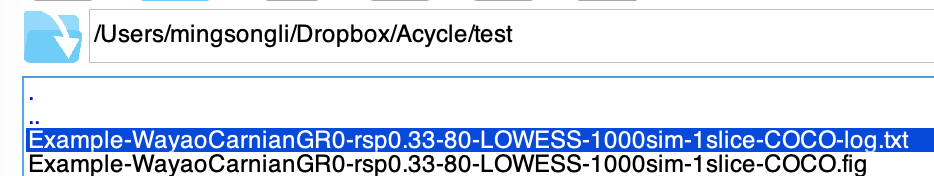 /Users/mingsongli/Dropbox/Acycle/test
.
..
Example-WayaoCarnianGR0-rsp0.33-80-LOWESS-1000sim-1slice-COCO-log.txt
Example-WayaoCarnianGR0-rsp0.33-80-LOWESS-1000sim-1slice-COCO.fig